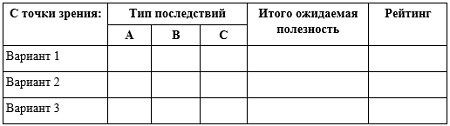 С точки зрения: Тип последствий Итого ожидаемая полезность Рейтинг
А В С
Вариант 1
Вариант 2
Вариант 3